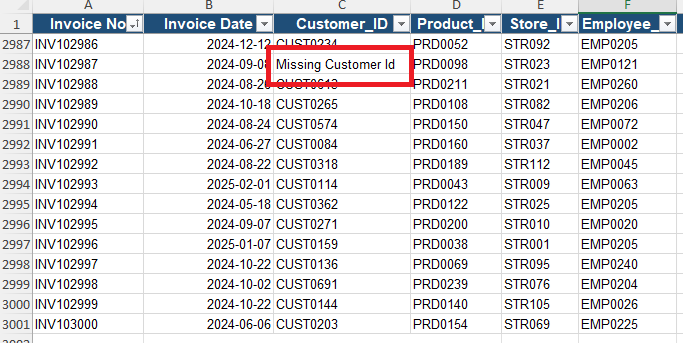 A B C D E F
1 Invoice No Invoice Date Customer_ID Product_ Store_I Employee_
2987 INV102986 2024-12-12 CUST0234 PRD0052 STR092 EMP0205
2988 INV102987 2024-09-08 Missing Customer Id PRD0098 STR023 EMP0121
2989 INV102988 2024-08-26 CUST0613 PRD0211 STR021 EMP0260
2990 INV102989 2024-10-18 CUST0265 PRD0108 STR082 EMP0206
2991 INV102990 2024-08-24 CUST0574 PRD0150 STR047 EMP0072
2992 INV102991 2024-06-27 CUST0084 PRD0160 STR037 EMP0002
2993 INV102992 2024-08-22 CUST0318 PRD0189 STR112 EMP0045
2994 INV102993 2025-02-01 CUST0114 PRD0043 STR009 EMP0063
2995 INV102994 2024-05-18 CUST0362 PRD0122 STR025 EMP0205
2996 INV102995 2024-09-07 CUST0271 PRD0200 STR010 EMP0020
2997 INV102996 2025-01-07 CUST0159 PRD0038 STR001 EMP0205
2998 INV102997 2024-10-22 CUST0136 PRD0069 STR095 EMP0240
2999 INV102998 2024-10-02 CUST0691 PRD0239 STR076 EMP0204
3000 INV102999 2024-10-22 CUST0144 PRD0140 STR105 EMP0026
3001 INV103000 2024-06-06 CUST0203 PRD0154 STR069 EMP0225